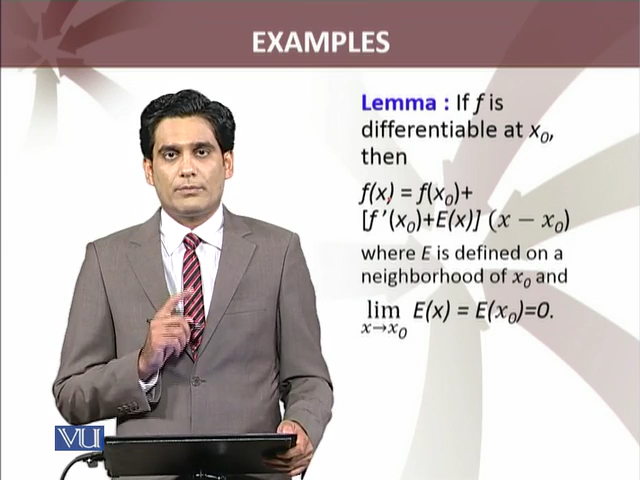 EXAMPLES
Lemma : If f is
differentiable at x₀,
then
f(x) = f(x₀)+
[f ’(x₀)+E(x)] (x − x₀)
where E is defined on a
neighborhood of x₀ and
lim E(x) = E(x₀)=0.
x→x₀
VU